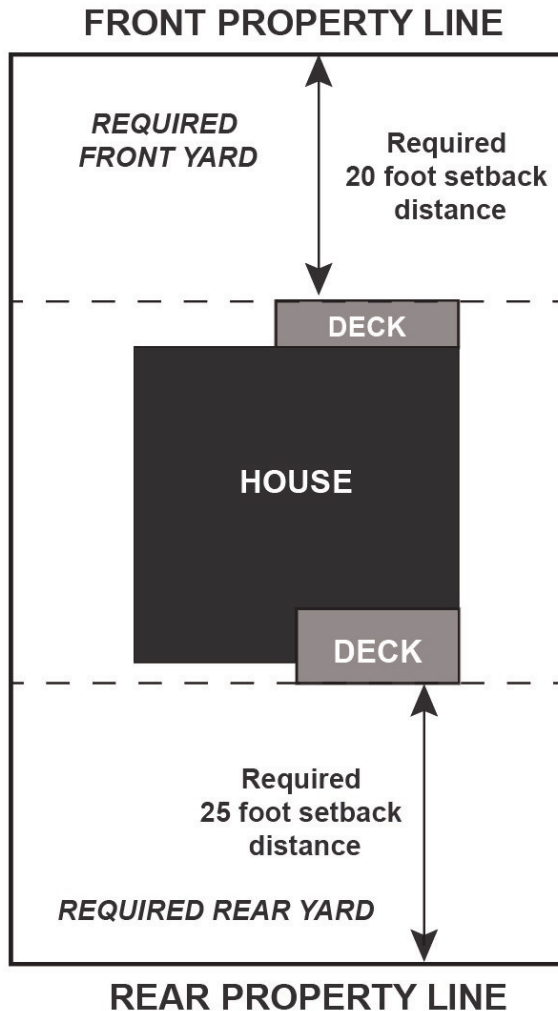 FRONT PROPERTY LINE
REQUIRED
FRONT YARD
Required
20 foot setback
distance
DECK
HOUSE
DECK
Required
25 foot setback
distance
REQUIRED REAR YARD
REAR PROPERTY LINE